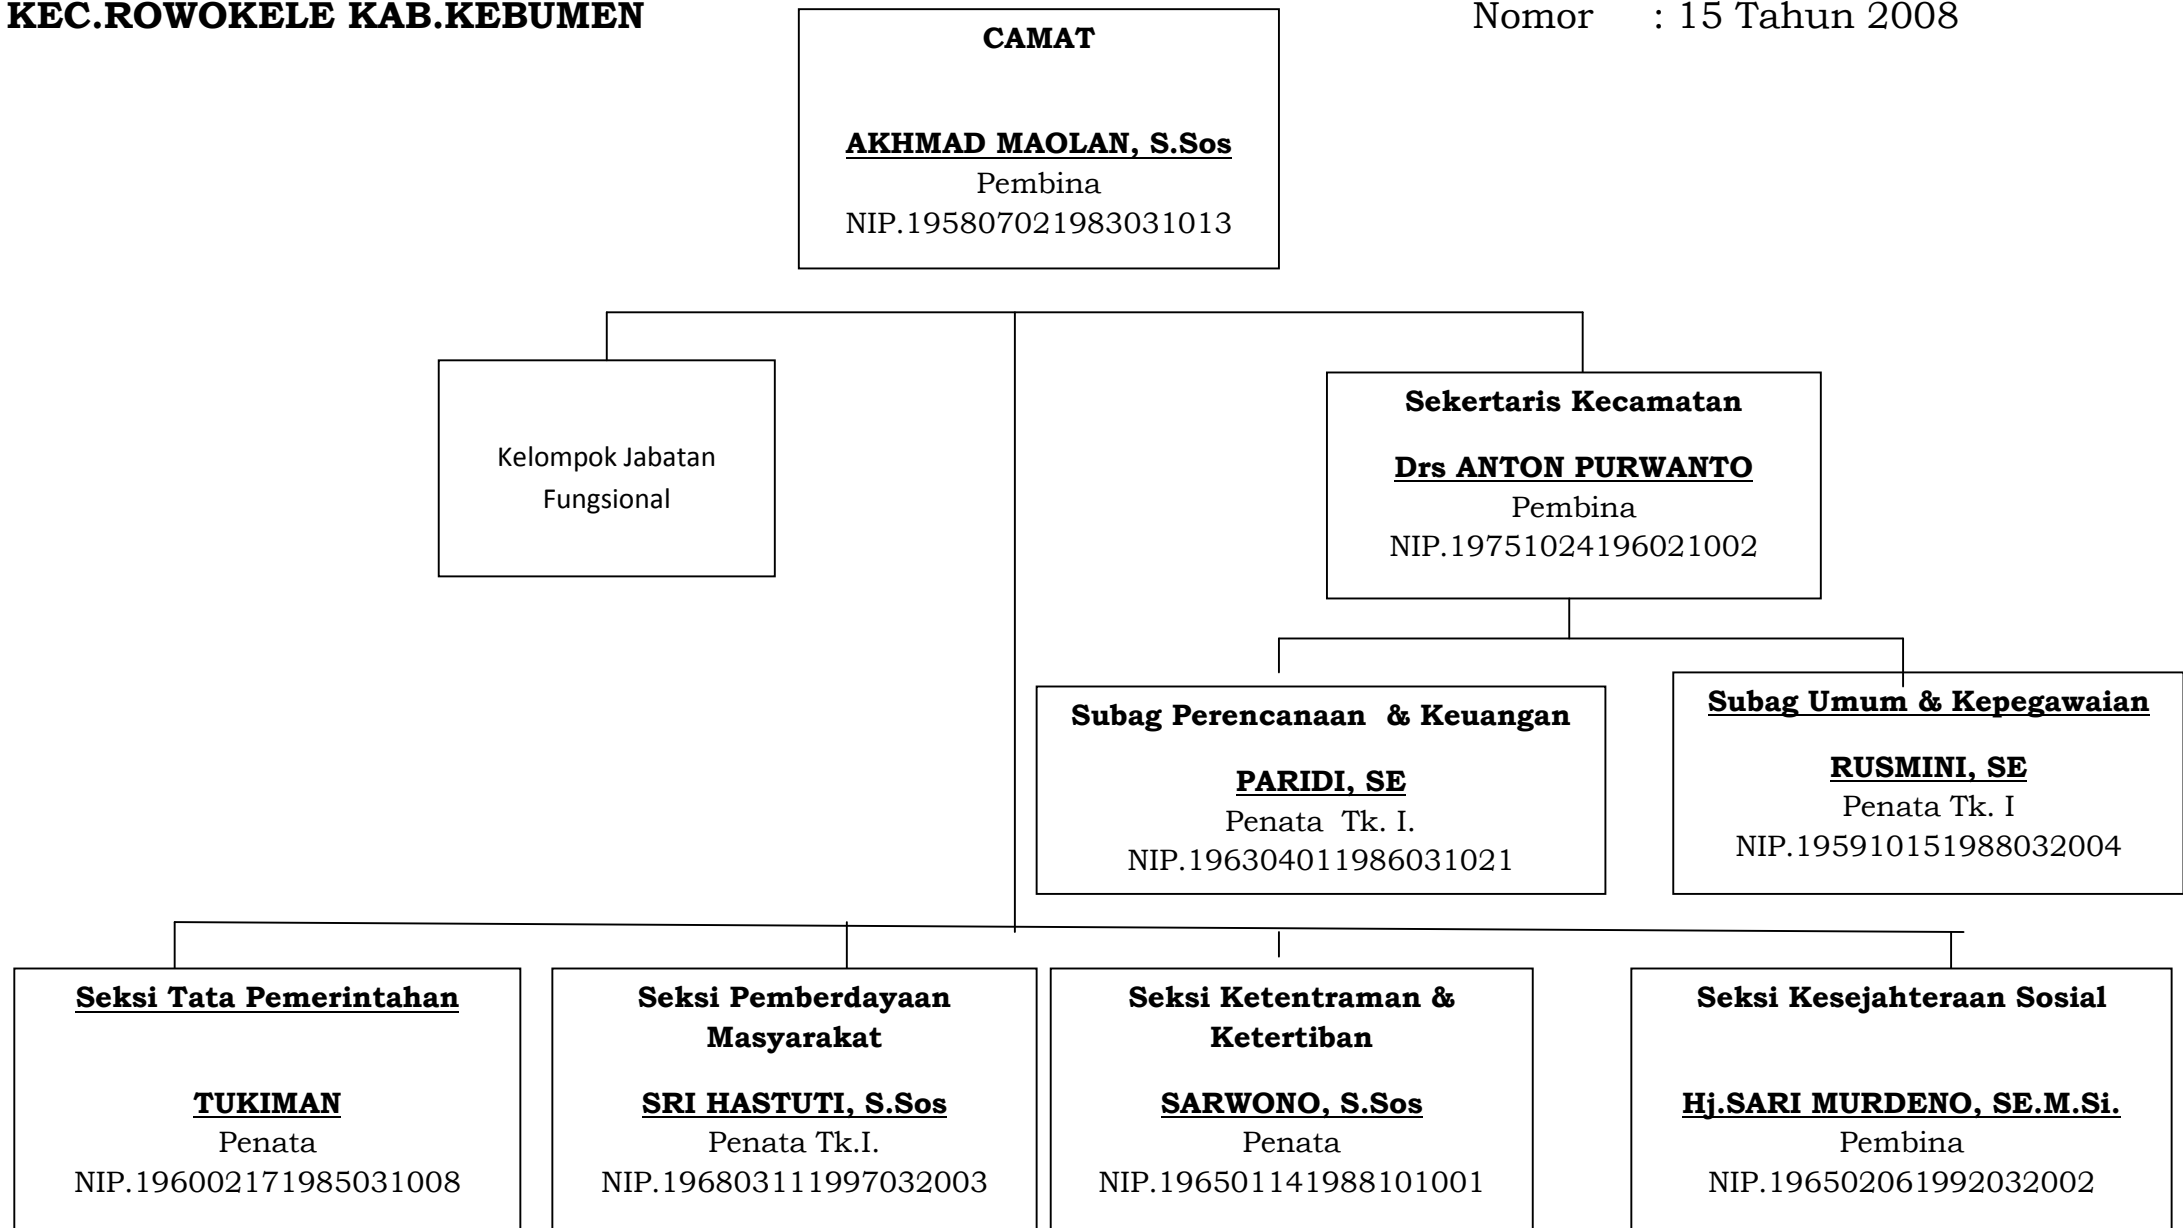 KEC.ROWOKELE KAB.KEBUMEN
Nomor : 15 Tahun 2008
CAMAT
AKHMAD MAOLAN, S.Sos
Pembina
NIP.195807021983031013
Kelompok Jabatan
Fungsional
Sekertaris Kecamatan
Drs ANTON PURWANTO
Pembina
NIP.19751024196021002
Subag Perencanaan & Keuangan
PARIDI, SE
Penata Tk. I.
NIP.196304011986031021
Subag Umum & Kepegawaian
RUSMINI, SE
Penata Tk. I
NIP.195910151988032004
Seksi Tata Pemerintahan
TUKIMAN
Penata
NIP.196002171985031008
Seksi Pemberdayaan
Masyarakat
SRI HASTUTI, S.Sos
Penata Tk.I.
NIP.196803111997032003
Seksi Ketentraman &
Ketertiban
SARWONO, S.Sos
Penata
NIP.196501141988101001
Seksi Kesejahteraan Sosial
Hj.SARI MURDENO, SE.M.Si.
Pembina
NIP.196502061992032002